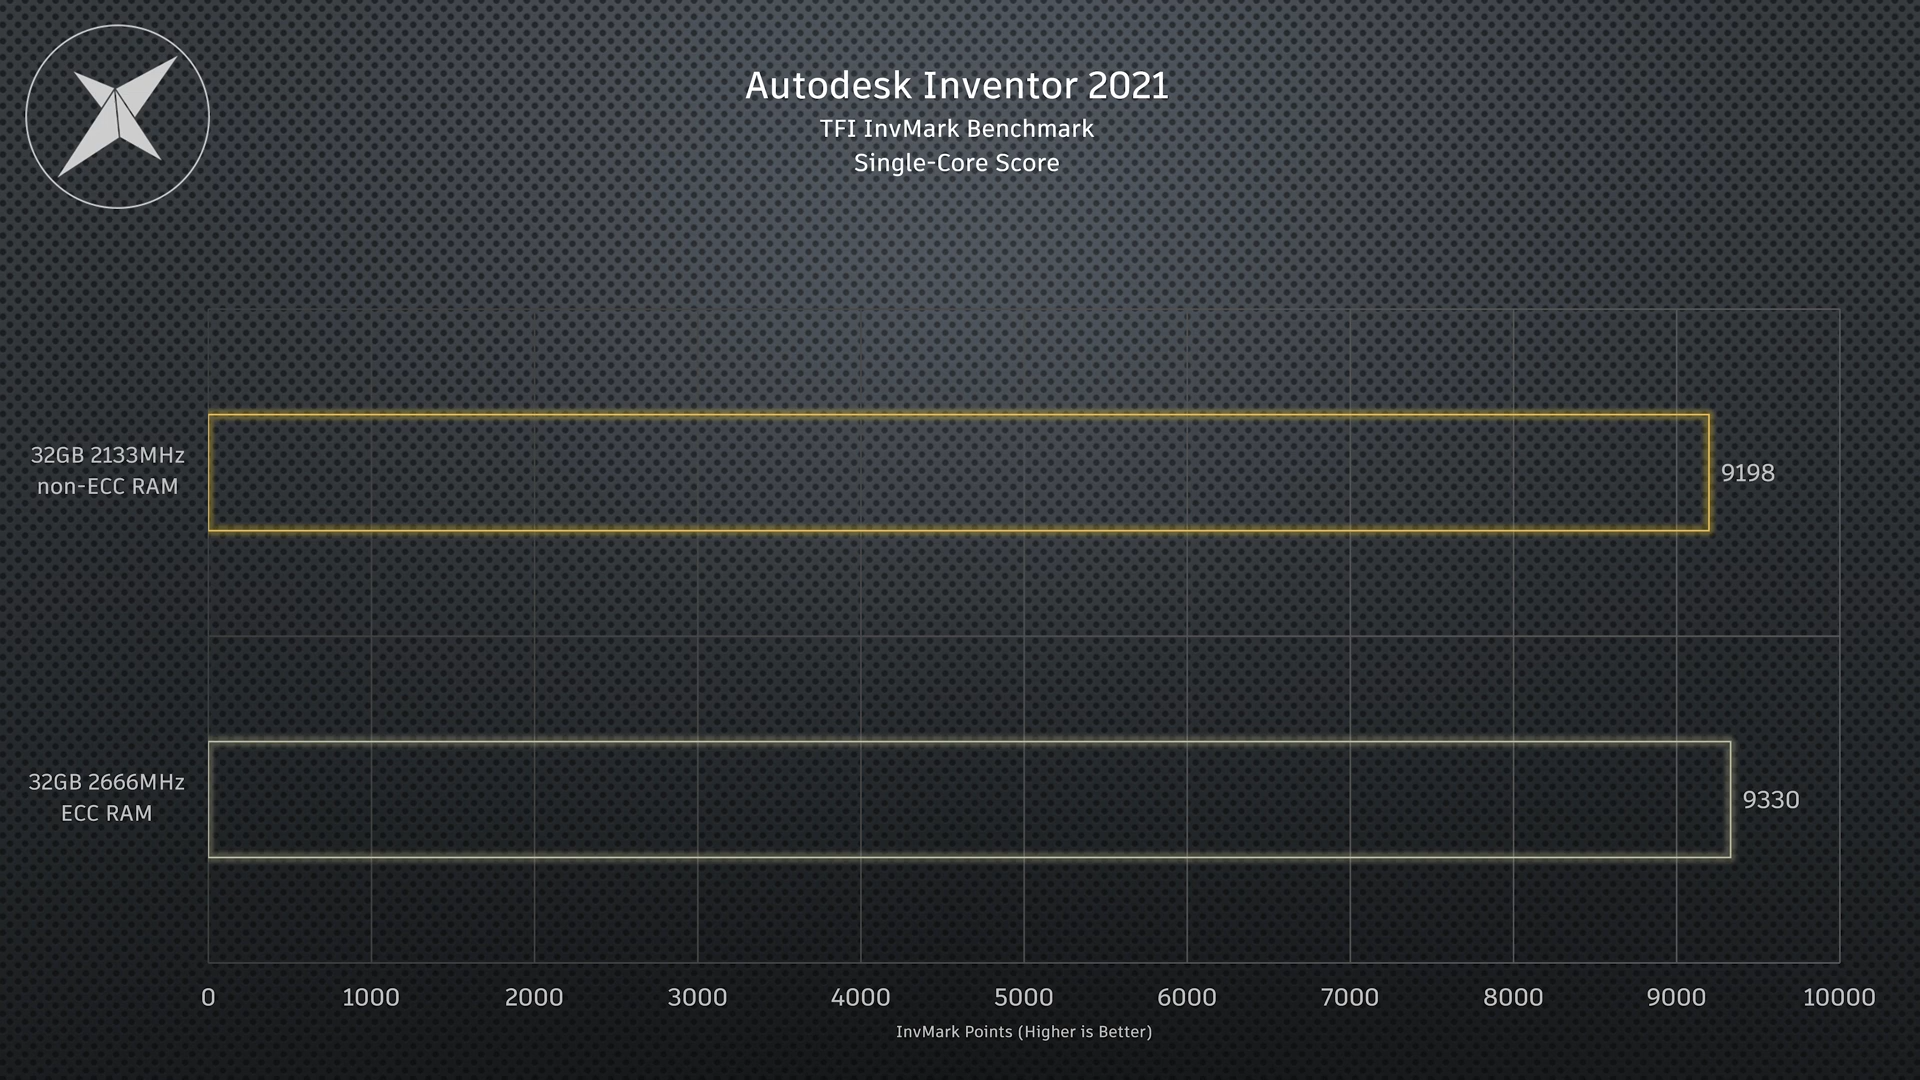 Autodesk Inventor 2021
TFI InvMark Benchmark
Single-Core Score
32GB 2133MHz
non-ECC RAM
9198
32GB 2666MHz
ECC RAM
9330
0 1000 2000 3000 4000 5000 6000 7000 8000 9000 10000
InvMark Points (Higher is Better)